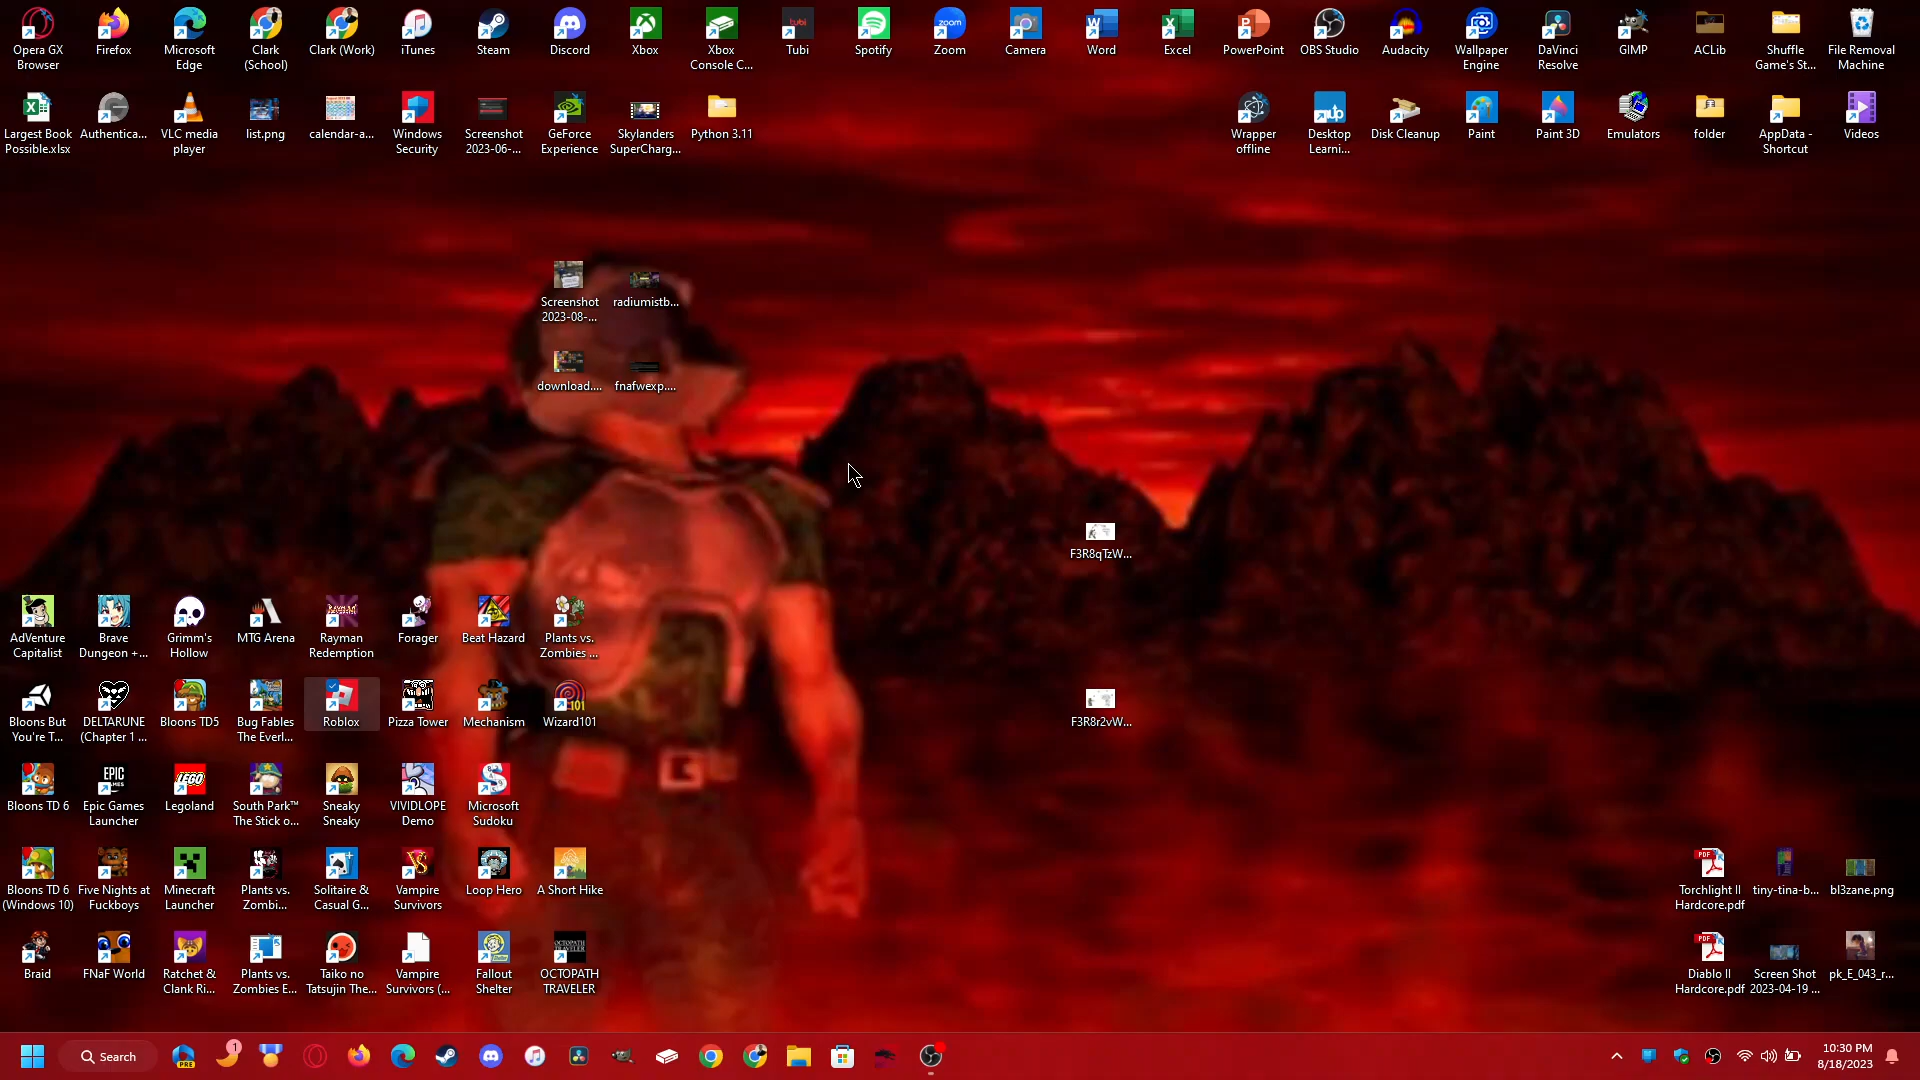 Opera GX
Browser
Firefox
Microsoft
Edge
Clark
(School)
Clark (Work)
iTunes
Steam
Discord
Xbox
Xbox
Console C...
Tubi
Spotify
Zoom
Camera
Word
Excel
PowerPoint
OBS Studio
Audacity
Wallpaper
Engine
DaVinci
Resolve
GIMP
ACLib
Shuffle
Game's St...
File Removal
Machine
Largest Book
Possible.xlsx
Authentica...
VLC media
player
list.png
calendar-a...
Windows
Security
Screenshot
2023-06-...
GeForce
Experience
Skylanders
SuperCharg...
Python 3.11
Wrapper
offline
Desktop
Learni...
Disk Cleanup
Paint
Paint 3D
Emulators
folder
AppData -
Shortcut
Videos
Screenshot
2023-08-...
radiumistb...
download....
fnafwexp....
F3R8qTzW...
F3R8r2vW...
AdVenture
Capitalist
Brave
Dungeon +...
Grimm's
Hollow
MTG Arena
Rayman
Redemption
Forager
Beat Hazard
Plants vs.
Zombies ...
Bloons But
You're T...
DELTARUNE
(Chapter 1 ...
Bloons TD5
Bug Fables
The Everl...
Roblox
Pizza Tower
Mechanism
Wizard101
Bloons TD 6
Epic Games
Launcher
Legoland
South Park™
The Stick o...
Sneaky
Sneaky
VIVIDLOPE
Demo
Microsoft
Sudoku
Bloons TD 6
(Windows 10)
Five Nights at
Fuckboys
Minecraft
Launcher
Plants vs.
Zombi...
Solitaire &
Casual G...
Vampire
Survivors
Loop Hero
A Short Hike
Braid
FNaF World
Ratchet &
Clank Ri...
Plants vs.
Zombies E...
Taiko no
Tatsujin The...
Vampire
Survivors (...
Fallout
Shelter
OCTOPATH
TRAVELER
Torchlight II
Hardcore.pdf
tiny-tina-b...
bl3zane.png
Diablo II
Hardcore.pdf
Screen Shot
2023-04-19 ...
pk_E_043_r...
Search
PRE
1
10:30 PM
8/18/2023